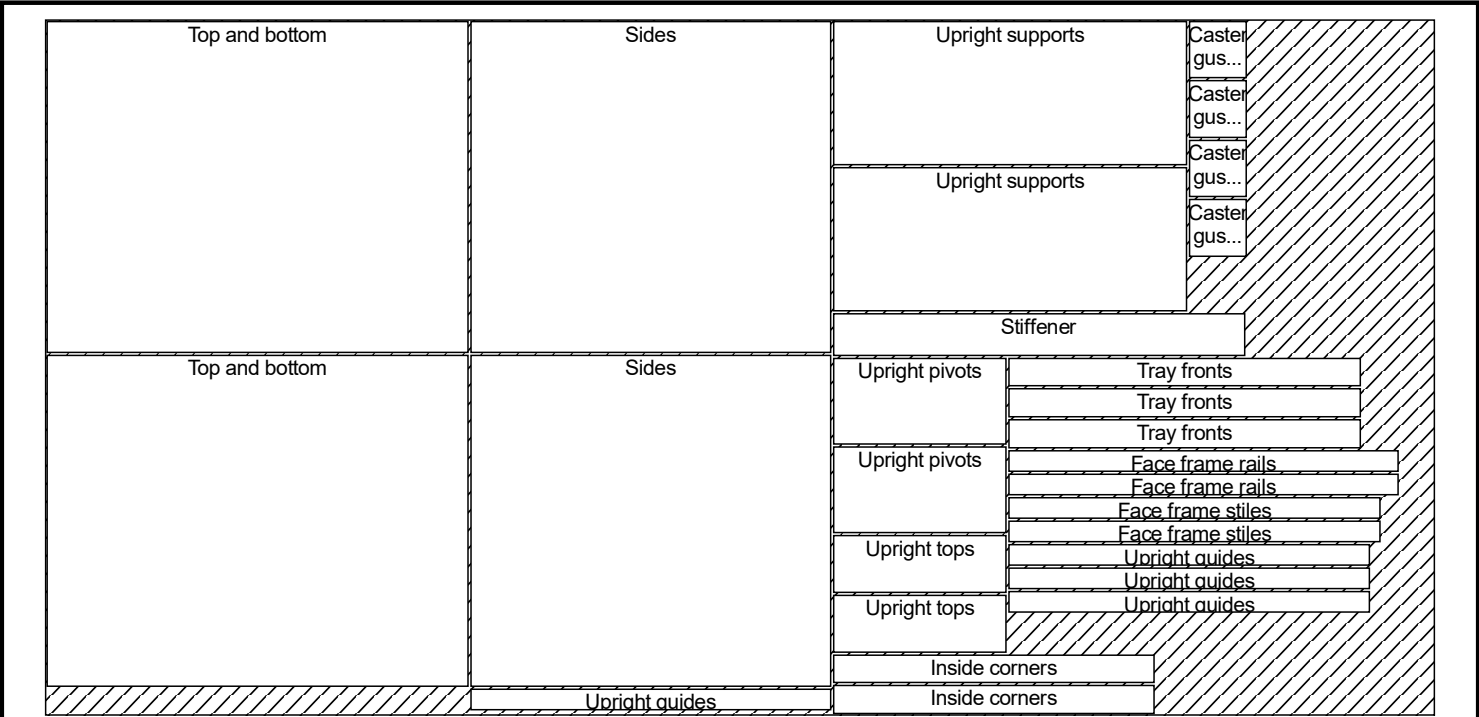 Top and bottom
Sides
Upright supports
Caster
gus...
Caster
gus...
Caster
gus...
Upright supports
Caster
gus...
Stiffener
Top and bottom
Sides
Upright pivots
Tray fronts
Tray fronts
Tray fronts
Upright pivots
Face frame rails
Face frame rails
Face frame stiles
Face frame stiles
Upright tops
Upright guides
Upright guides
Upright guides
Upright tops
Inside corners
Upright guides
Inside corners